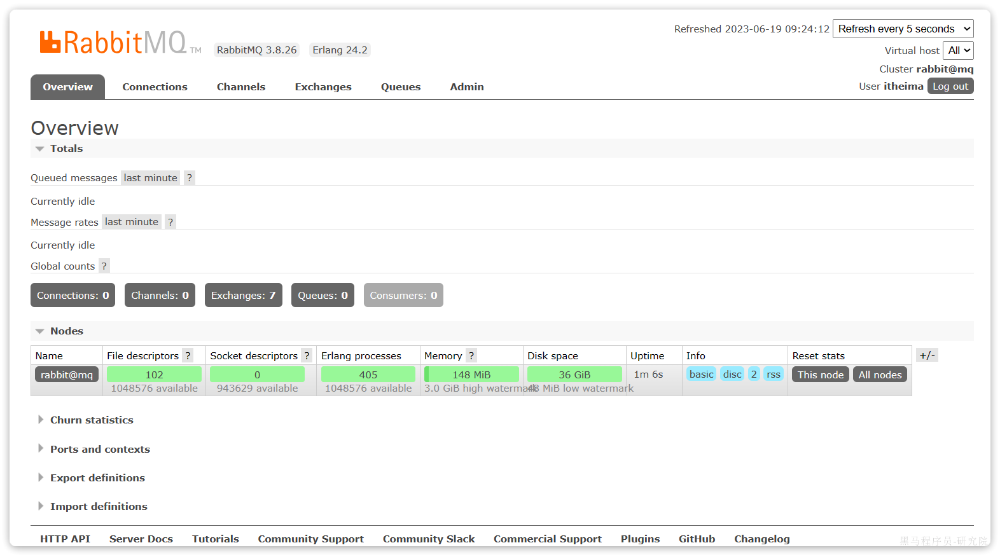 Refreshed 2023-06-19 09:24:12 Refresh every 5 seconds
RabbitMQ TM RabbitMQ 3.8.26 Erlang 24.2
Virtual host All
Cluster rabbit@mq
User itheima Log out
Overview Connections Channels Exchanges Queues Admin
Overview
Totals
Queued messages last minute ?
Currently idle
Message rates last minute ?
Currently idle
Global counts ?
Connections: 0 Channels: 0 Exchanges: 7 Queues: 0 Consumers: 0
Nodes
Name File descriptors ? Socket descriptors ? Erlang processes Memory ? Disk space Uptime Info Reset stats +/-
rabbit@mq 102 0 405 148 MiB 36 GiB 1m 6s basic disc 2 rss This node All nodes
1048576 available 943629 available 1048576 available 3.0 GiB high watermark 48 MiB low watermark
Churn statistics
Ports and contexts
Export definitions
Import definitions
HTTP API Server Docs Tutorials Community Support Community Slack Commercial Support Plugins GitHub Changelog
黑马程序员-研究院